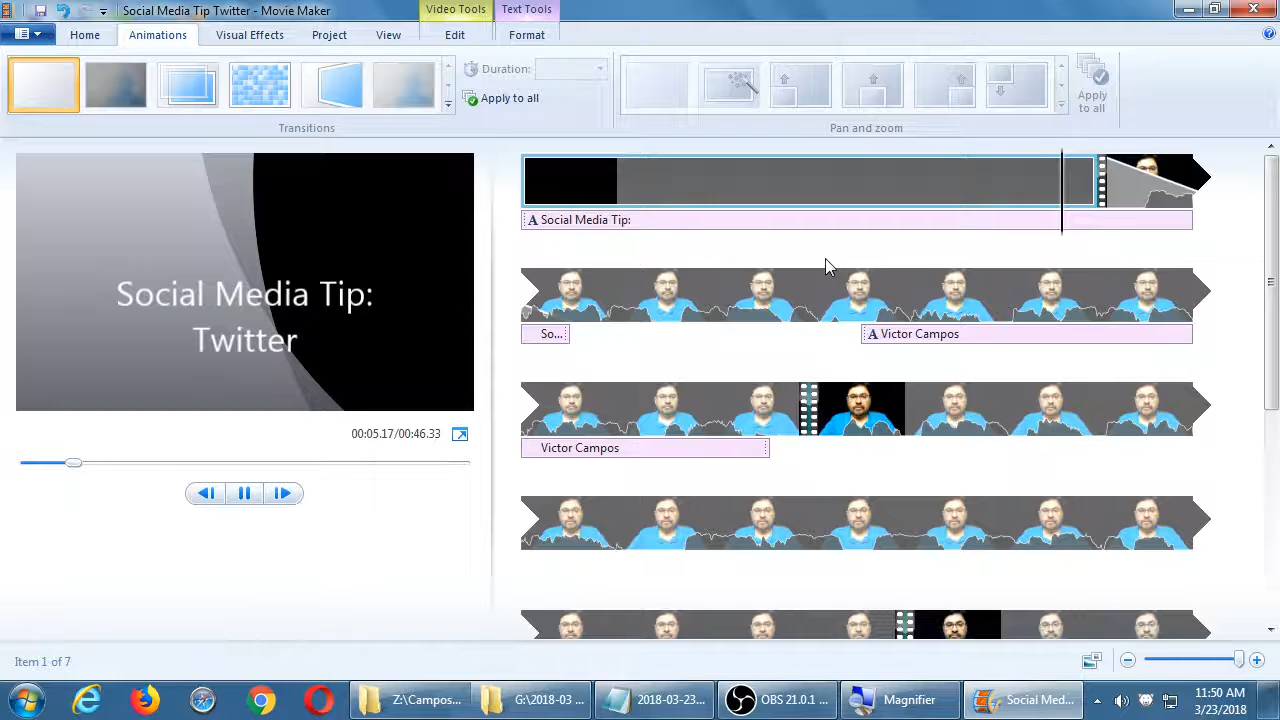 Social Media Tip Twitter - Movie Maker
Video Tools
Text Tools
Home
Animations
Visual Effects
Project
View
Edit
Format
Duration:
Apply to all
Apply
to all
Transitions
Pan and zoom
Social Media Tip:
Twitter
Social Media Tip:
So...
Victor Campos
Victor Campos
00:05.17/00:46.33
Item 1 of 7
Z:\Campos...
G:\2018-03 ...
2018-03-23...
OBS 21.0.1 ...
Magnifier
Social Med...
11:50 AM
3/23/2018